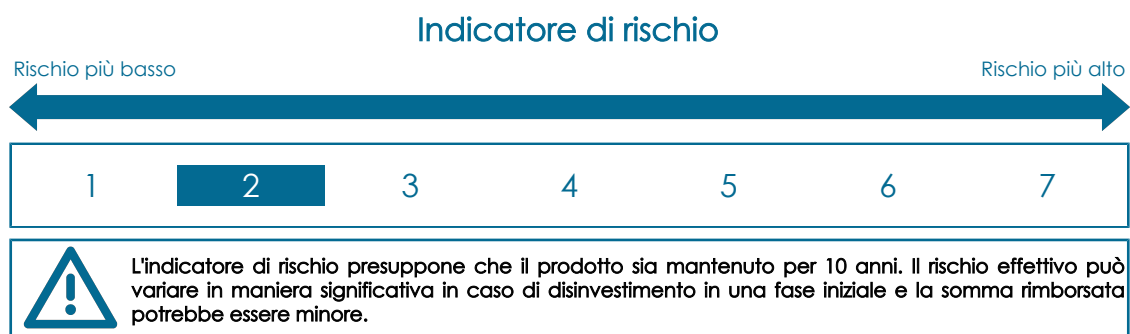 Indicatore di rischio
Rischio più basso
Rischio più alto
1 2 3 4 5 6 7
L'indicatore di rischio presuppone che il prodotto sia mantenuto per 10 anni. Il rischio effettivo può
variare in maniera significativa in caso di disinvestimento in una fase iniziale e la somma rimborsata
potrebbe essere minore.